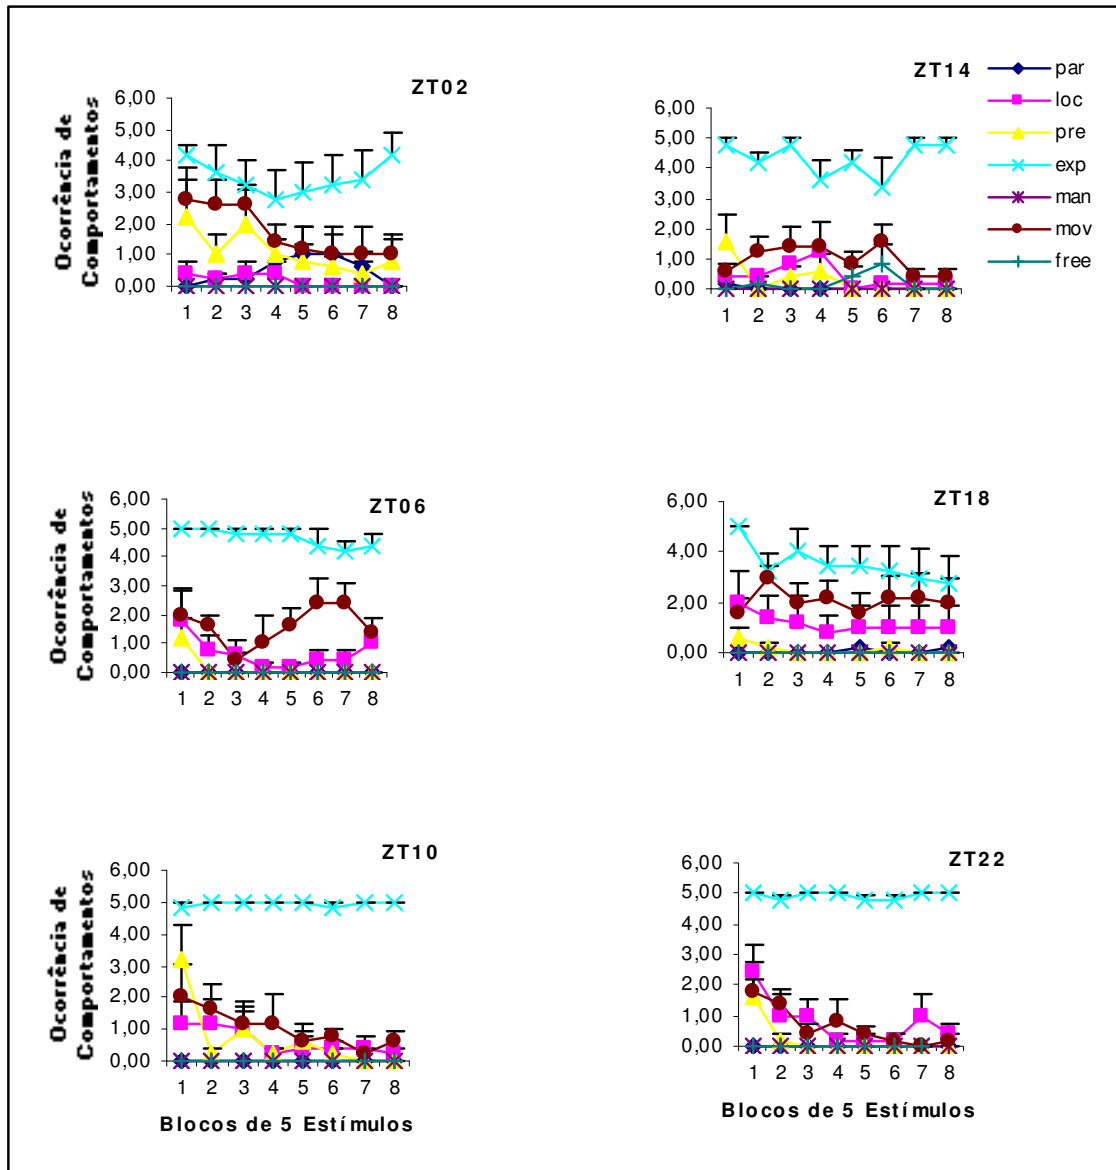 ZT02
Ocorrência de
Comportamentos
6,00
5,00
4,00
3,00
2,00
1,00
0,00
1 2 3 4 5 6 7 8
ZT14
6,00
5,00
4,00
3,00
2,00
1,00
0,00
1 2 3 4 5 6 7 8
par
loc
pre
exp
man
mov
free
ZT06
Ocorrência de
Comportamentos
6,00
5,00
4,00
3,00
2,00
1,00
0,00
1 2 3 4 5 6 7 8
ZT18
6,00
4,00
2,00
0,00
1 2 3 4 5 6 7 8
ZT10
Ocorrência de
Comportamentos
6,00
5,00
4,00
3,00
2,00
1,00
0,00
1 2 3 4 5 6 7 8
Blocos de 5 Estímulos
ZT22
6,00
5,00
4,00
3,00
2,00
1,00
0,00
1 2 3 4 5 6 7 8
Blocos de 5 Estímulos